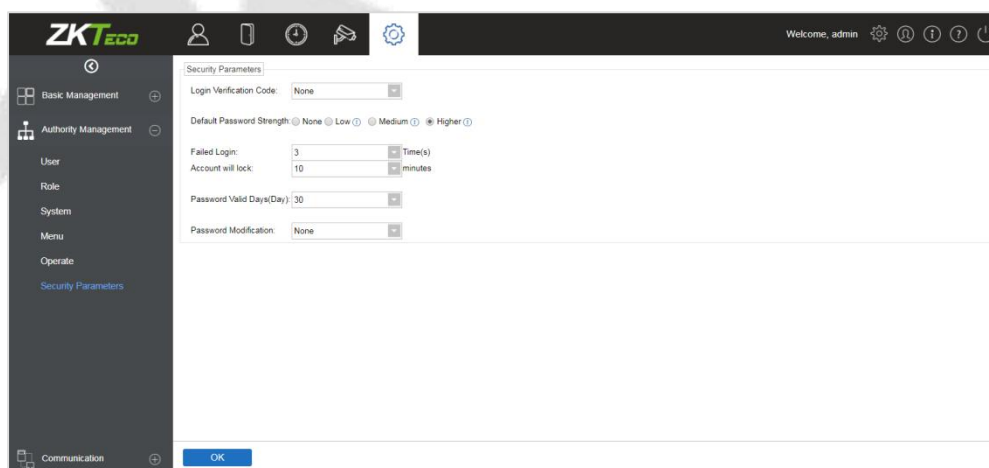 ZKTECO
Welcome, admin
Basic Management
Authority Management
User
Role
System
Menu
Operate
Security Parameters
Communication
Security Parameters
Login Verification Code: None
Default Password Strength: None Low Medium Higher
Failed Login: 3 Time(s)
Account will lock: 10 minutes
Password Valid Days(Day): 30
Password Modification: None
OK